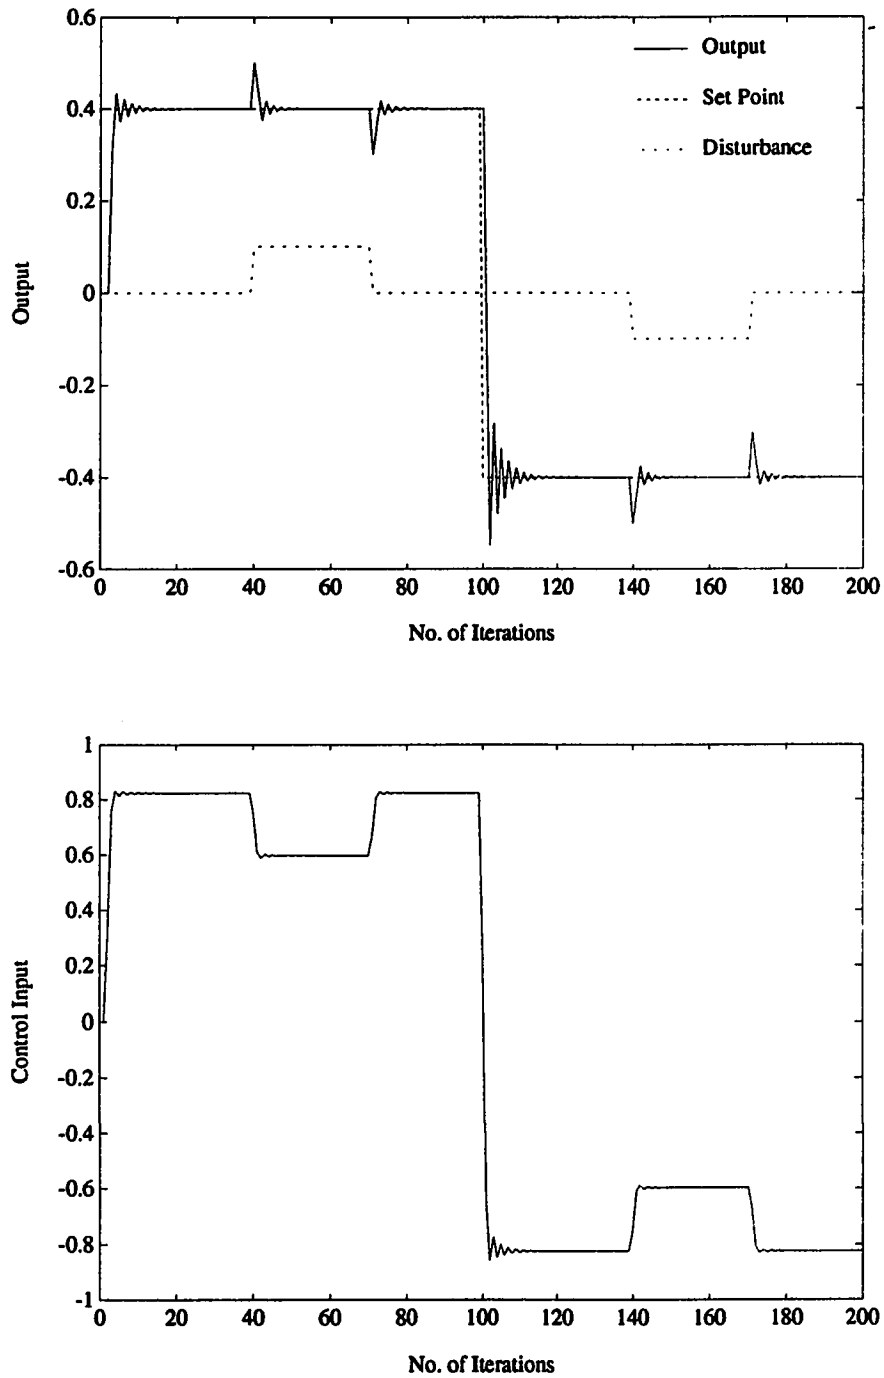 0.6
Output
0.4
Set Point
Disturbance
0.2
Output
0
-0.2
-0.4
-0.6
0 20 40 60 80 100 120 140 160 180 200
No. of Iterations
1
0.8
0.6
0.4
0.2
Control Input
0
-0.2
-0.4
-0.6
-0.8
-1
0 20 40 60 80 100 120 140 160 180 200
No. of Iterations